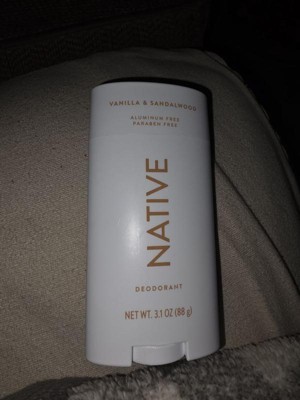 VANILLA & SANDALWOOD
ALUMINUM FREE
PARABEN FREE
NATIVE
DEODORANT
NET WT. 3.1 OZ (88 g)